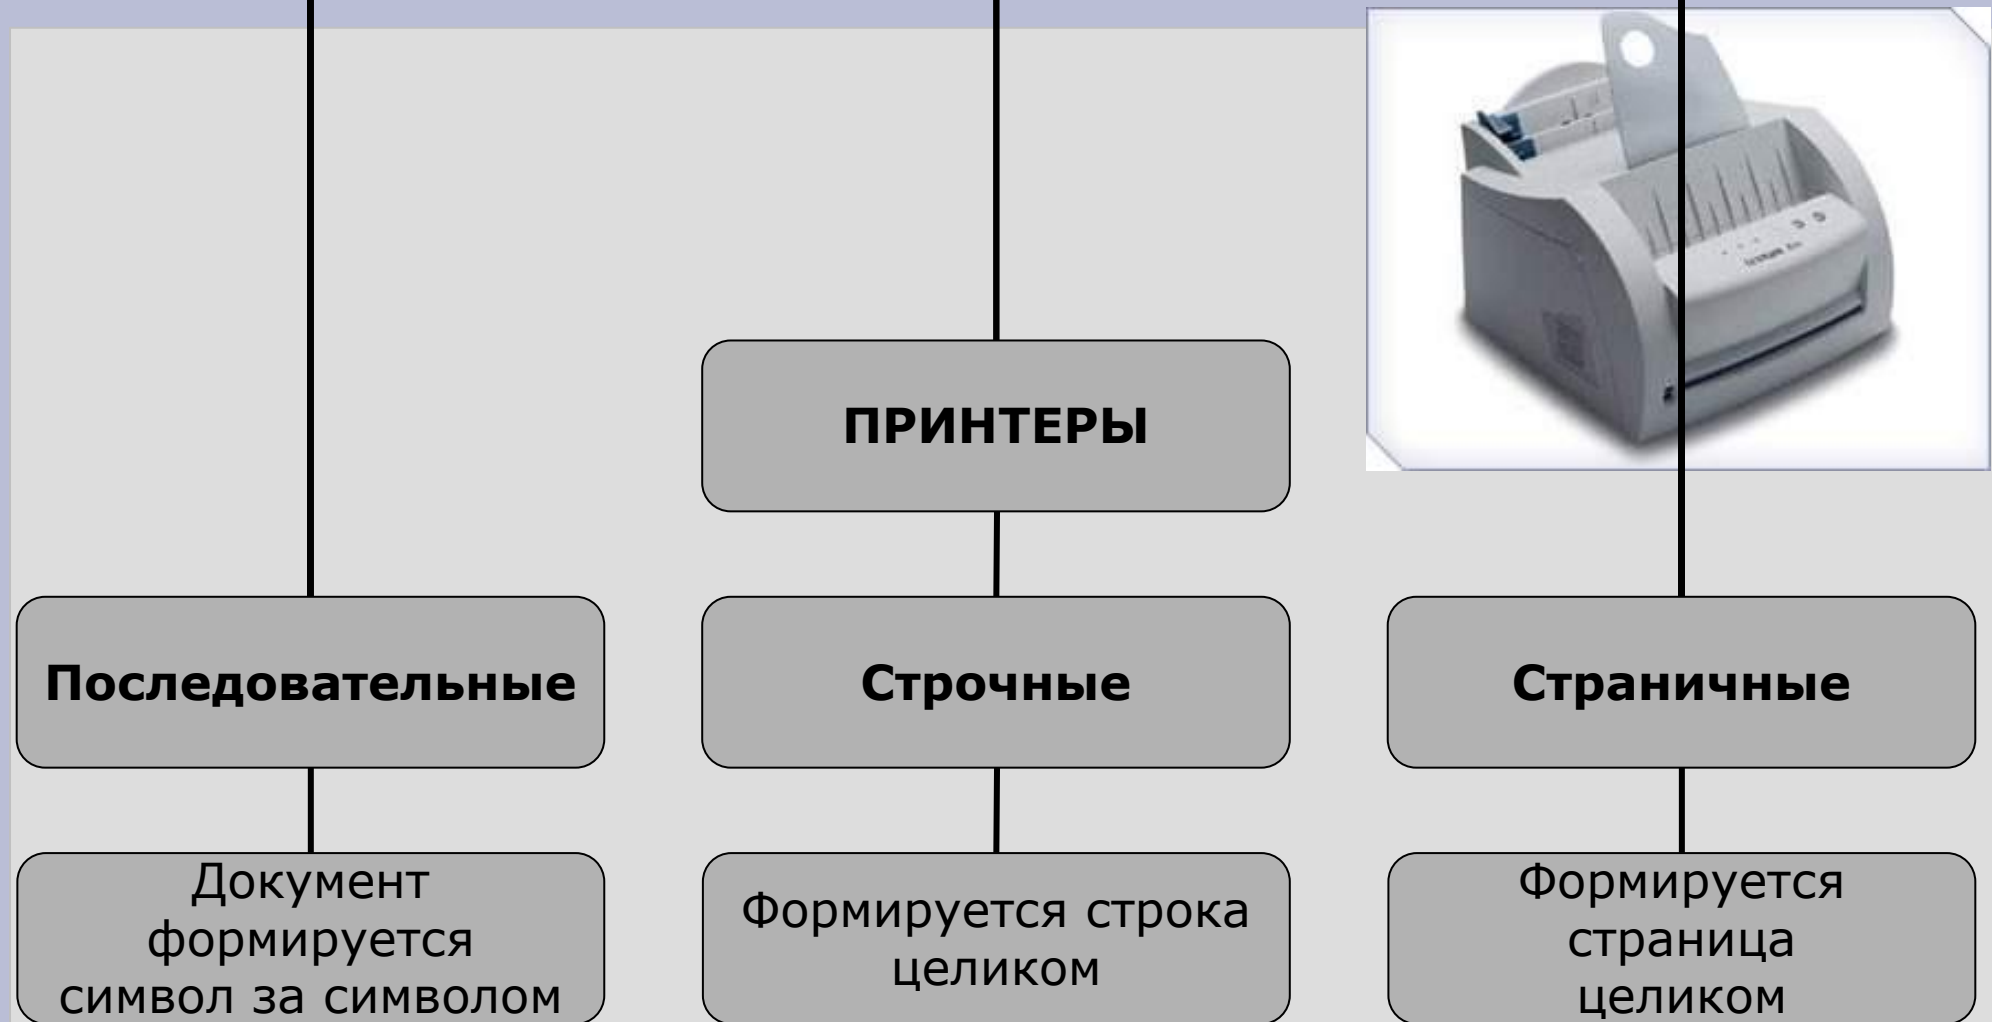 ПРИНТЕРЫ
Последовательные
Строчные
Страничные
Документ
формируется
символ за символом
Формируется строка
целиком
Формируется
страница
целиком